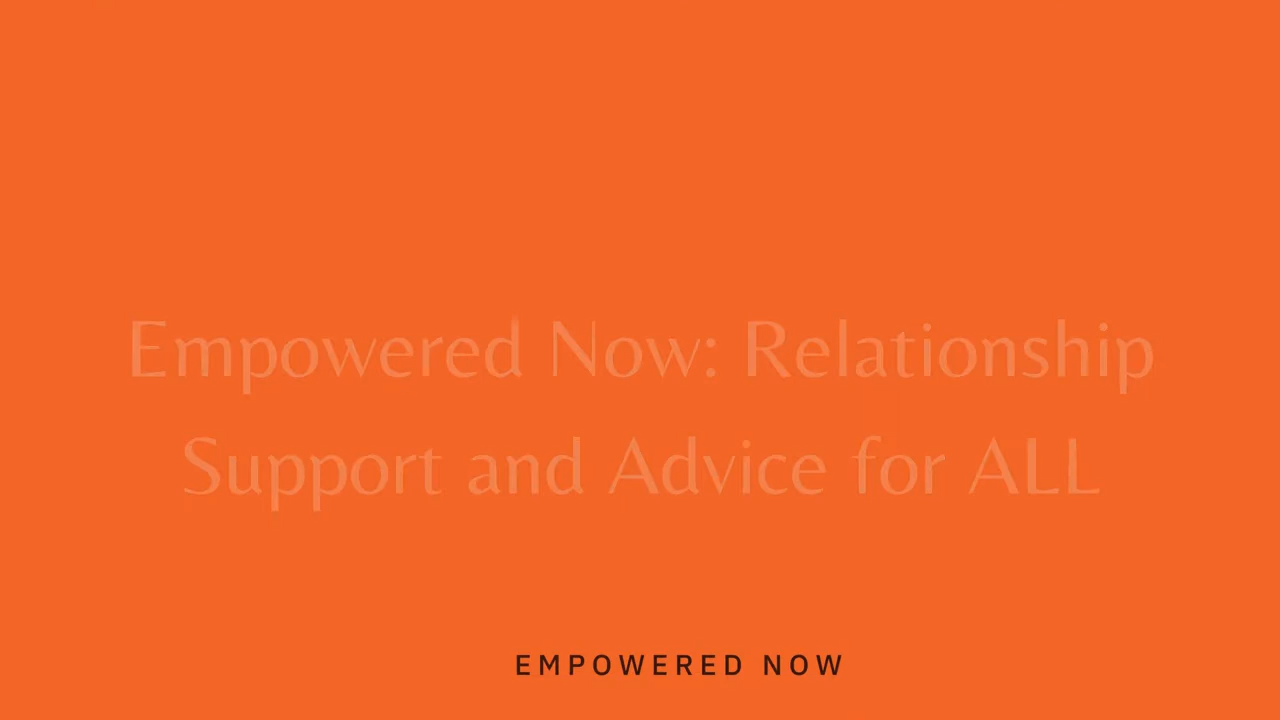 Empowered Now: Relationship
Support and Advice for ALL
EMPOWERED NOW